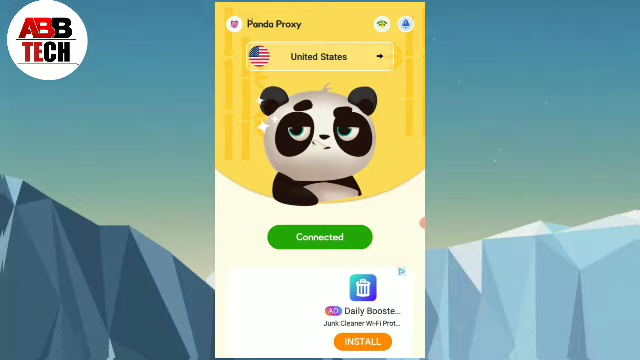 ABB
TECH
Panda Proxy
United States
Connected
AD Daily Booste...
Junk Cleaner Wi-Fi Prot...
INSTALL